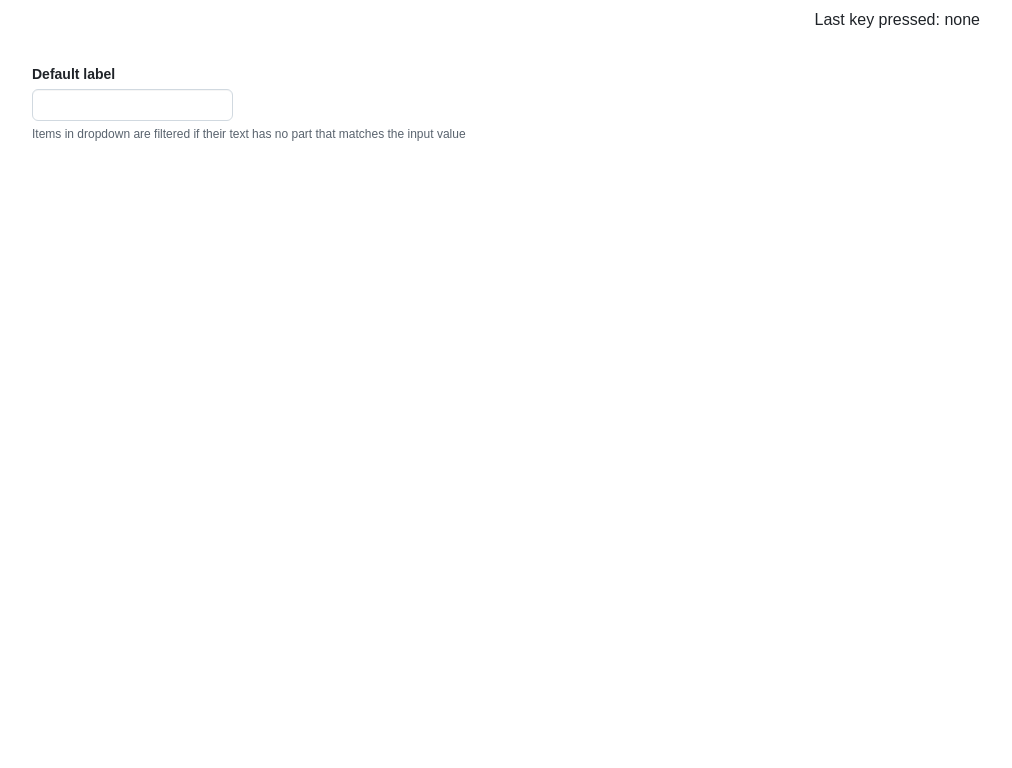 Last key pressed: none
Default label
Items in dropdown are filtered if their text has no part that matches the input value